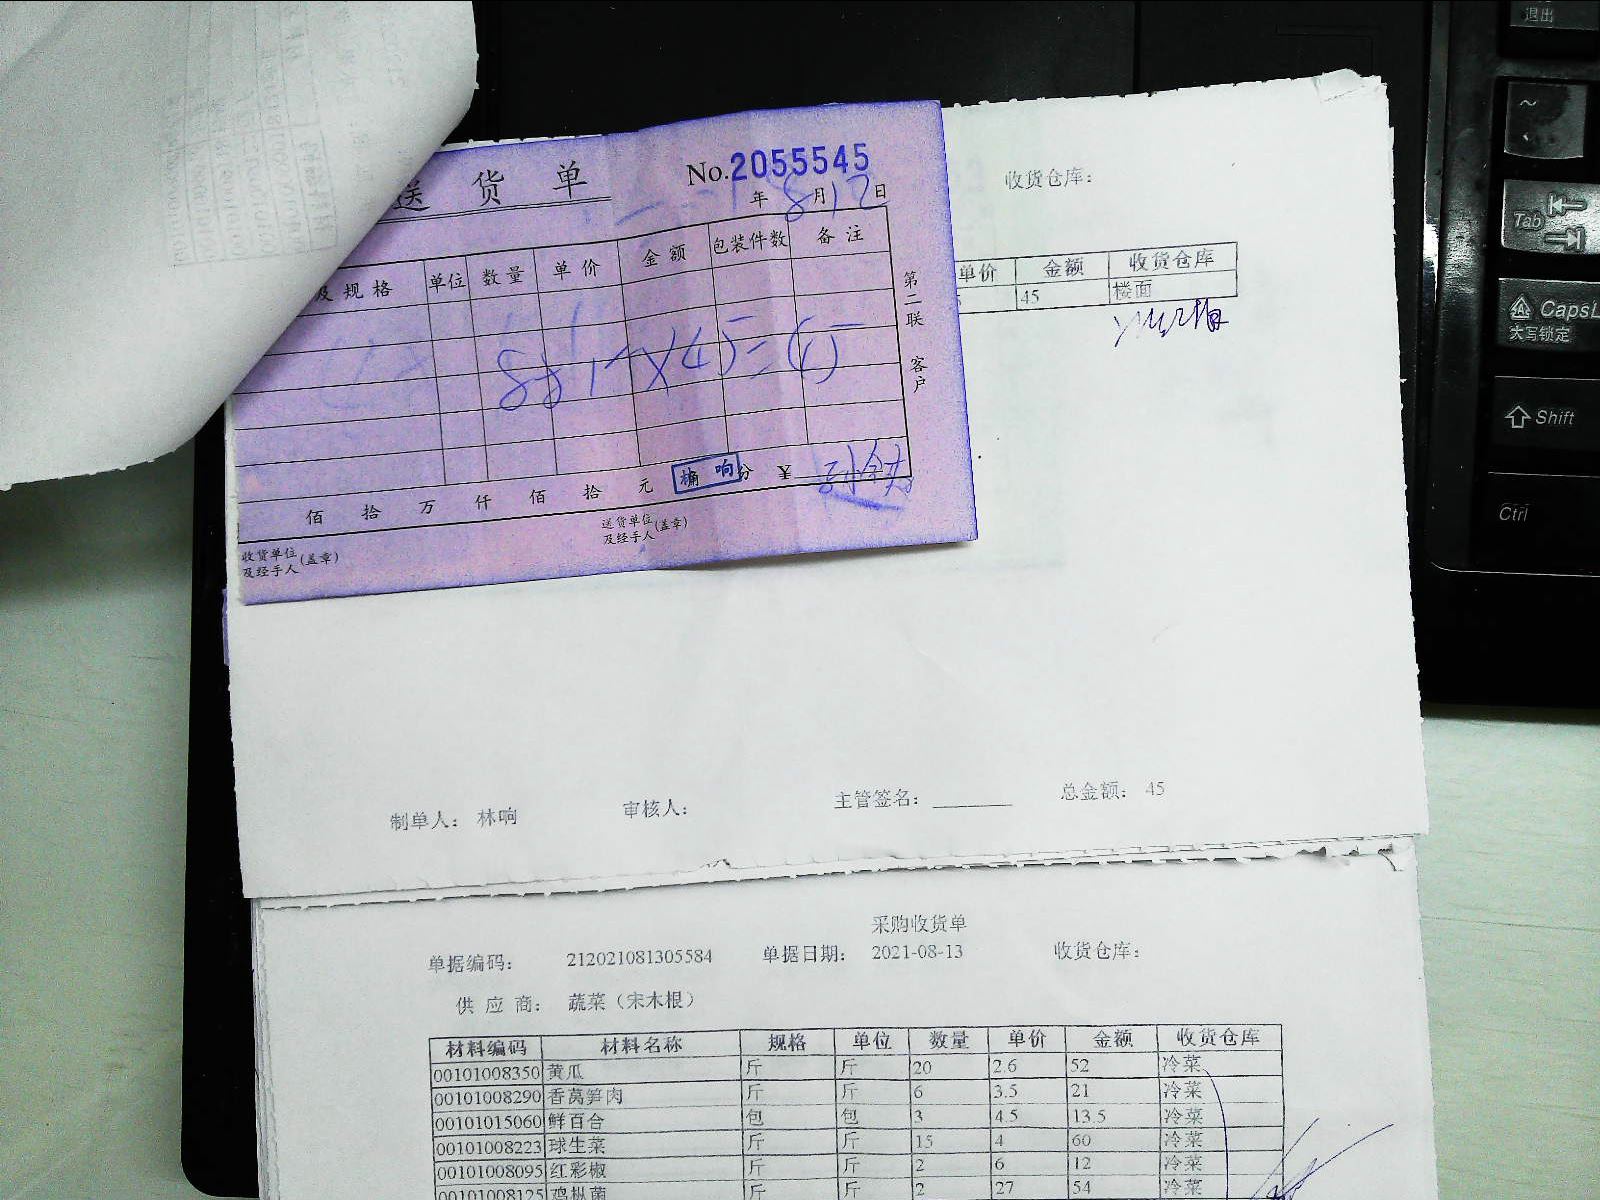 送 货 单
No.2055545
年 8月12日
及 规 格 单位 数量 单 价 金 额 包装件数 备 注
第二联 客户
佰 拾 万 仟 佰 拾 元 分 ¥
收货单位及经手人(盖章)
送货单位及经手人(盖章)
收货仓库:
单价 金额 收货仓库
45 楼面
制单人: 林响 审核人: 主管签名: 总金额: 45
采购收货单
单据编码: 212021081305584 单据日期: 2021-08-13 收货仓库:
供 应 商: 蔬菜（宋木根）
材料编码 材料名称 规格 单位 数量 单价 金额 收货仓库
00101008350 黄瓜 斤 斤 20 2.6 52 冷菜
00101008290 香莴笋肉 斤 斤 6 3.5 21 冷菜
00101015060 鲜百合 包 包 3 4.5 13.5 冷菜
00101008223 球生菜 斤 斤 15 4 60 冷菜
00101008095 红彩椒 斤 斤 2 6 12 冷菜
00101008125 鸡枞菌 斤 斤 2 27 54 冷菜
退出
Tab
CapsL
大写锁定
Shift
Ctrl